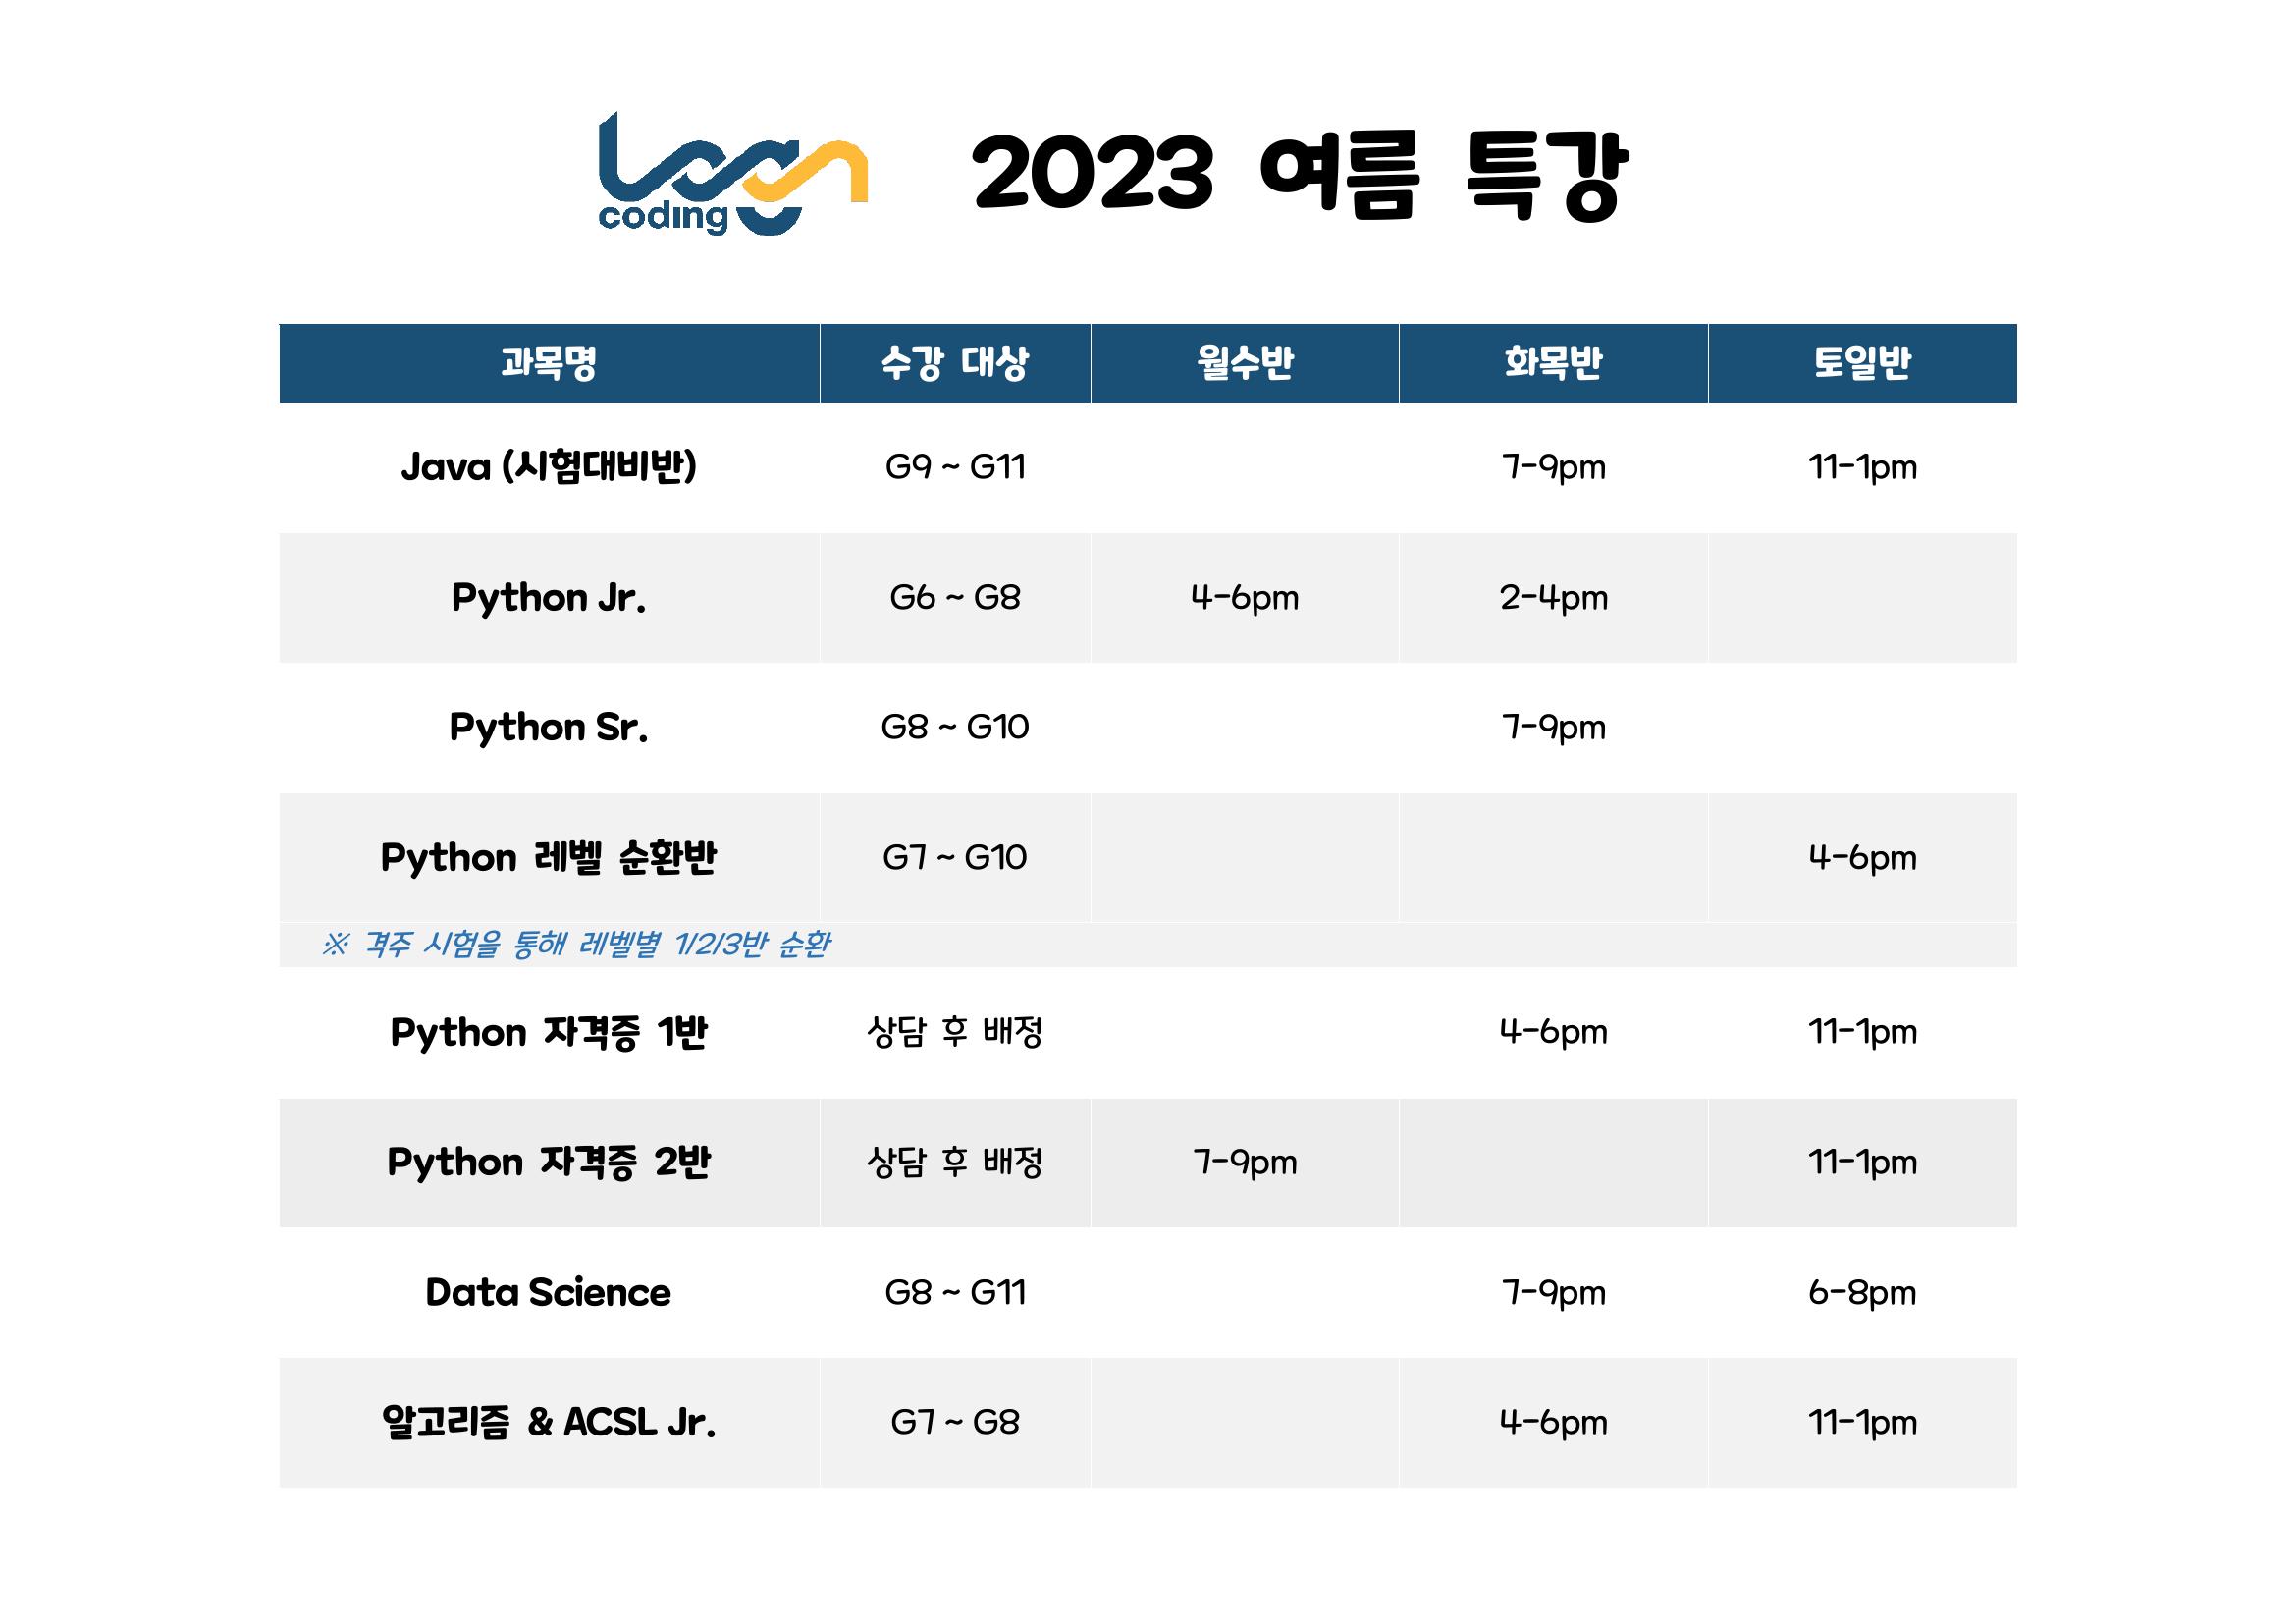 logn
coding
2023 여름 특강
과목명 수강 대상 월수반 화목반 토일반
Java (시험대비반) G9 ~ G11 7-9pm 11-1pm
Python Jr. G6 ~ G8 4-6pm 2-4pm
Python Sr. G8 ~ G10 7-9pm
Python 레벨 순환반 G7 ~ G10 4-6pm
※ 격주 시험을 통해 레벨별 1/2/3반 순환
Python 자격증 1반 상담 후 배정 4-6pm 11-1pm
Python 자격증 2반 상담 후 배정 7-9pm 11-1pm
Data Science G8 ~ G11 7-9pm 6-8pm
알고리즘 & ACSL Jr. G7 ~ G8 4-6pm 11-1pm